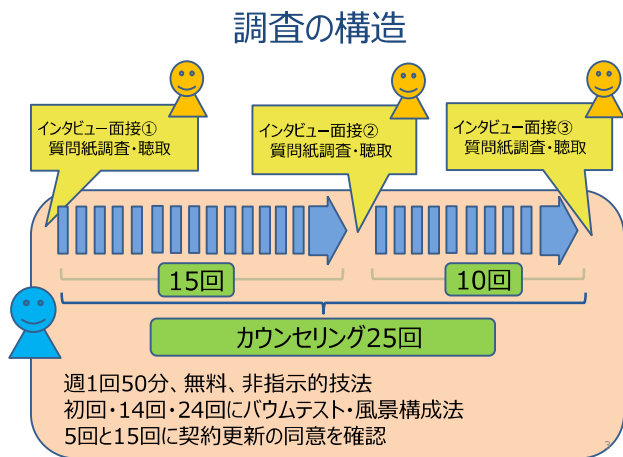 調査の構造
インタビュー面接①
質問紙調査・聴取
インタビュー面接②
質問紙調査・聴取
インタビュー面接③
質問紙調査・聴取
15回
10回
カウンセリング25回
週1回50分、無料、非指示的技法
初回・14回・24回にバウムテスト・風景構成法
5回と15回に契約更新の同意を確認
3